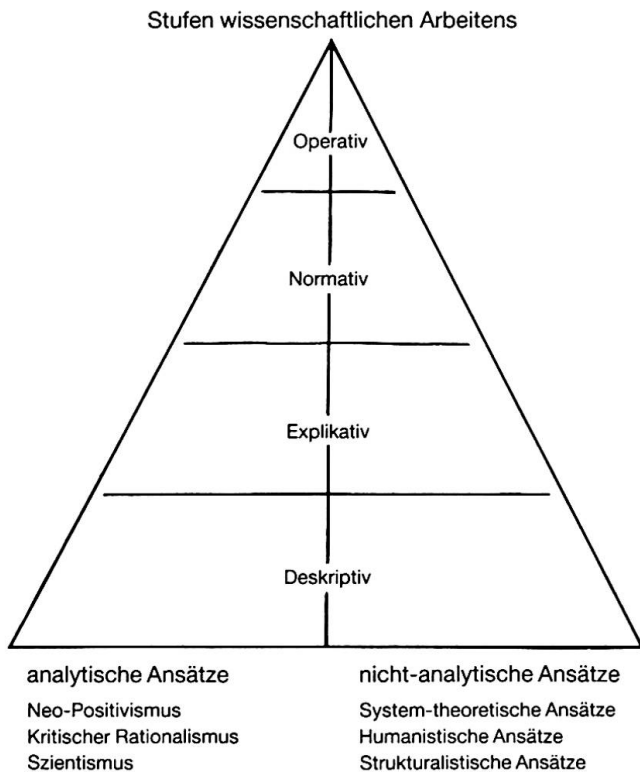 Stufen wissenschaftlichen Arbeitens
Operativ
Normativ
Explikativ
Deskriptiv
analytische Ansätze
Neo-Positivismus
Kritischer Rationalismus
Szientismus
nicht-analytische Ansätze
System-theoretische Ansätze
Humanistische Ansätze
Strukturalistische Ansätze